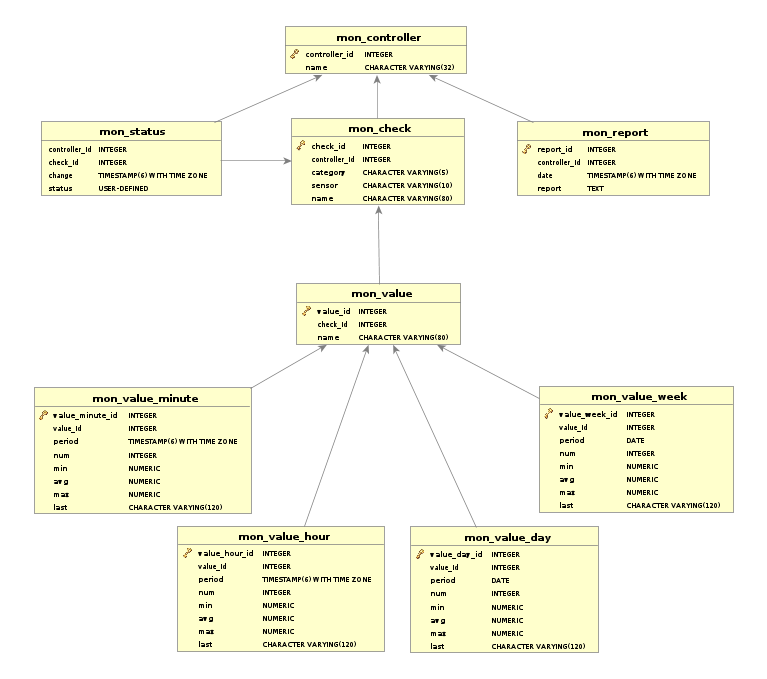 mon_controller
controller_id INTEGER
name CHARACTER VARYING(32)
mon_status
controller_id INTEGER
check_id INTEGER
change TIMESTAMP(6) WITH TIME ZONE
status USER-DEFINED
mon_check
check_id INTEGER
controller_id INTEGER
category CHARACTER VARYING(5)
sensor CHARACTER VARYING(10)
name CHARACTER VARYING(80)
mon_report
report_id INTEGER
controller_id INTEGER
date TIMESTAMP(6) WITH TIME ZONE
report TEXT
mon_value
value_id INTEGER
check_id INTEGER
name CHARACTER VARYING(80)
mon_value_minute
value_minute_id INTEGER
value_id INTEGER
period TIMESTAMP(6) WITH TIME ZONE
num INTEGER
min NUMERIC
avg NUMERIC
max NUMERIC
last CHARACTER VARYING(120)
mon_value_week
value_week_id INTEGER
value_id INTEGER
period DATE
num INTEGER
min NUMERIC
avg NUMERIC
max NUMERIC
last CHARACTER VARYING(120)
mon_value_hour
value_hour_id INTEGER
value_id INTEGER
period TIMESTAMP(6) WITH TIME ZONE
num INTEGER
min NUMERIC
avg NUMERIC
max NUMERIC
last CHARACTER VARYING(120)
mon_value_day
value_day_id INTEGER
value_id INTEGER
period DATE
num INTEGER
min NUMERIC
avg NUMERIC
max NUMERIC
last CHARACTER VARYING(120)